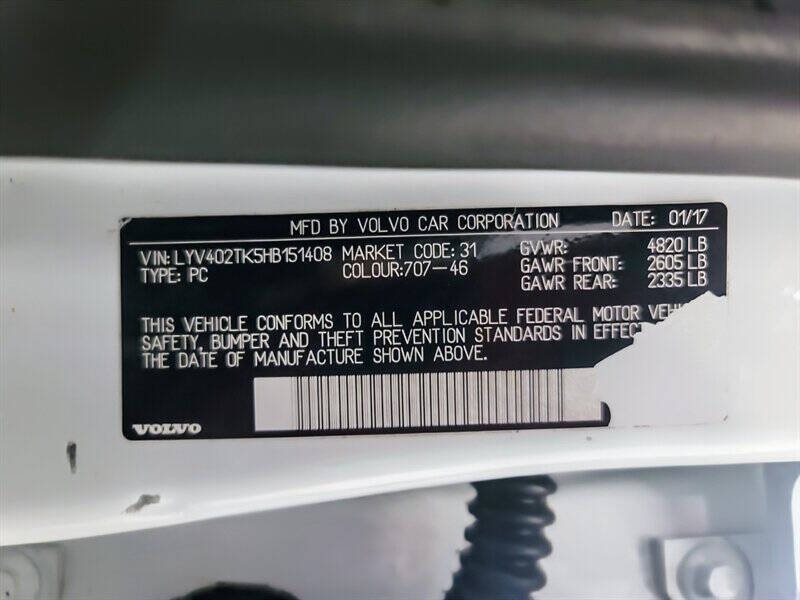 MFD BY VOLVO CAR CORPORATION DATE: 01/17
VIN: LYV402TK5HB151408 MARKET CODE: 31 GVWR: 4820 LB
TYPE: PC COLOUR:707-46 GAWR FRONT: 2605 LB
GAWR REAR: 2335 LB
THIS VEHICLE CONFORMS TO ALL APPLICABLE FEDERAL MOTOR
SAFETY, BUMPER AND THEFT PREVENTION STANDARDS IN EFFECT
THE DATE OF MANUFACTURE SHOWN ABOVE.
VOLVO